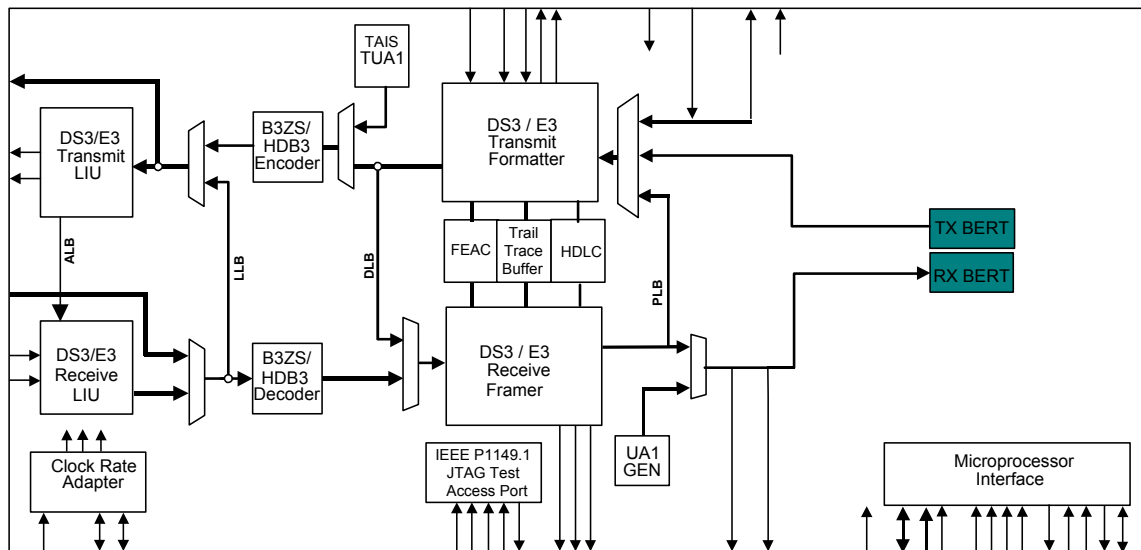 TAIS
TUA1
DS3/E3
Transmit
LIU
B3ZS/
HDB3
Encoder
DS3 / E3
Transmit
Formatter
FEAC
Trail
Trace
Buffer
HDLC
TX BERT
RX BERT
ALB
LLB
DLB
PLB
DS3/E3
Receive
LIU
B3ZS/
HDB3
Decoder
DS3 / E3
Receive
Framer
UA1
GEN
Clock Rate
Adapter
IEEE P1149.1
JTAG Test
Access Port
Microprocessor
Interface